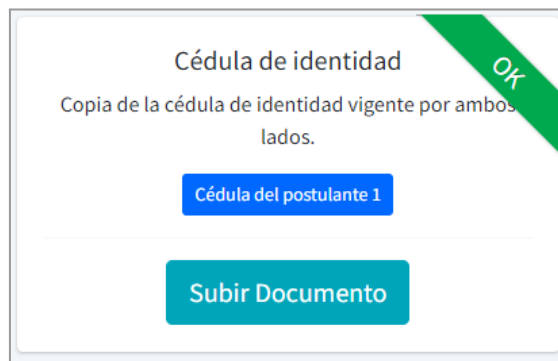 Cédula de identidad
OK
Copia de la cédula de identidad vigente por ambos
lados.
Cédula del postulante 1
Subir Documento